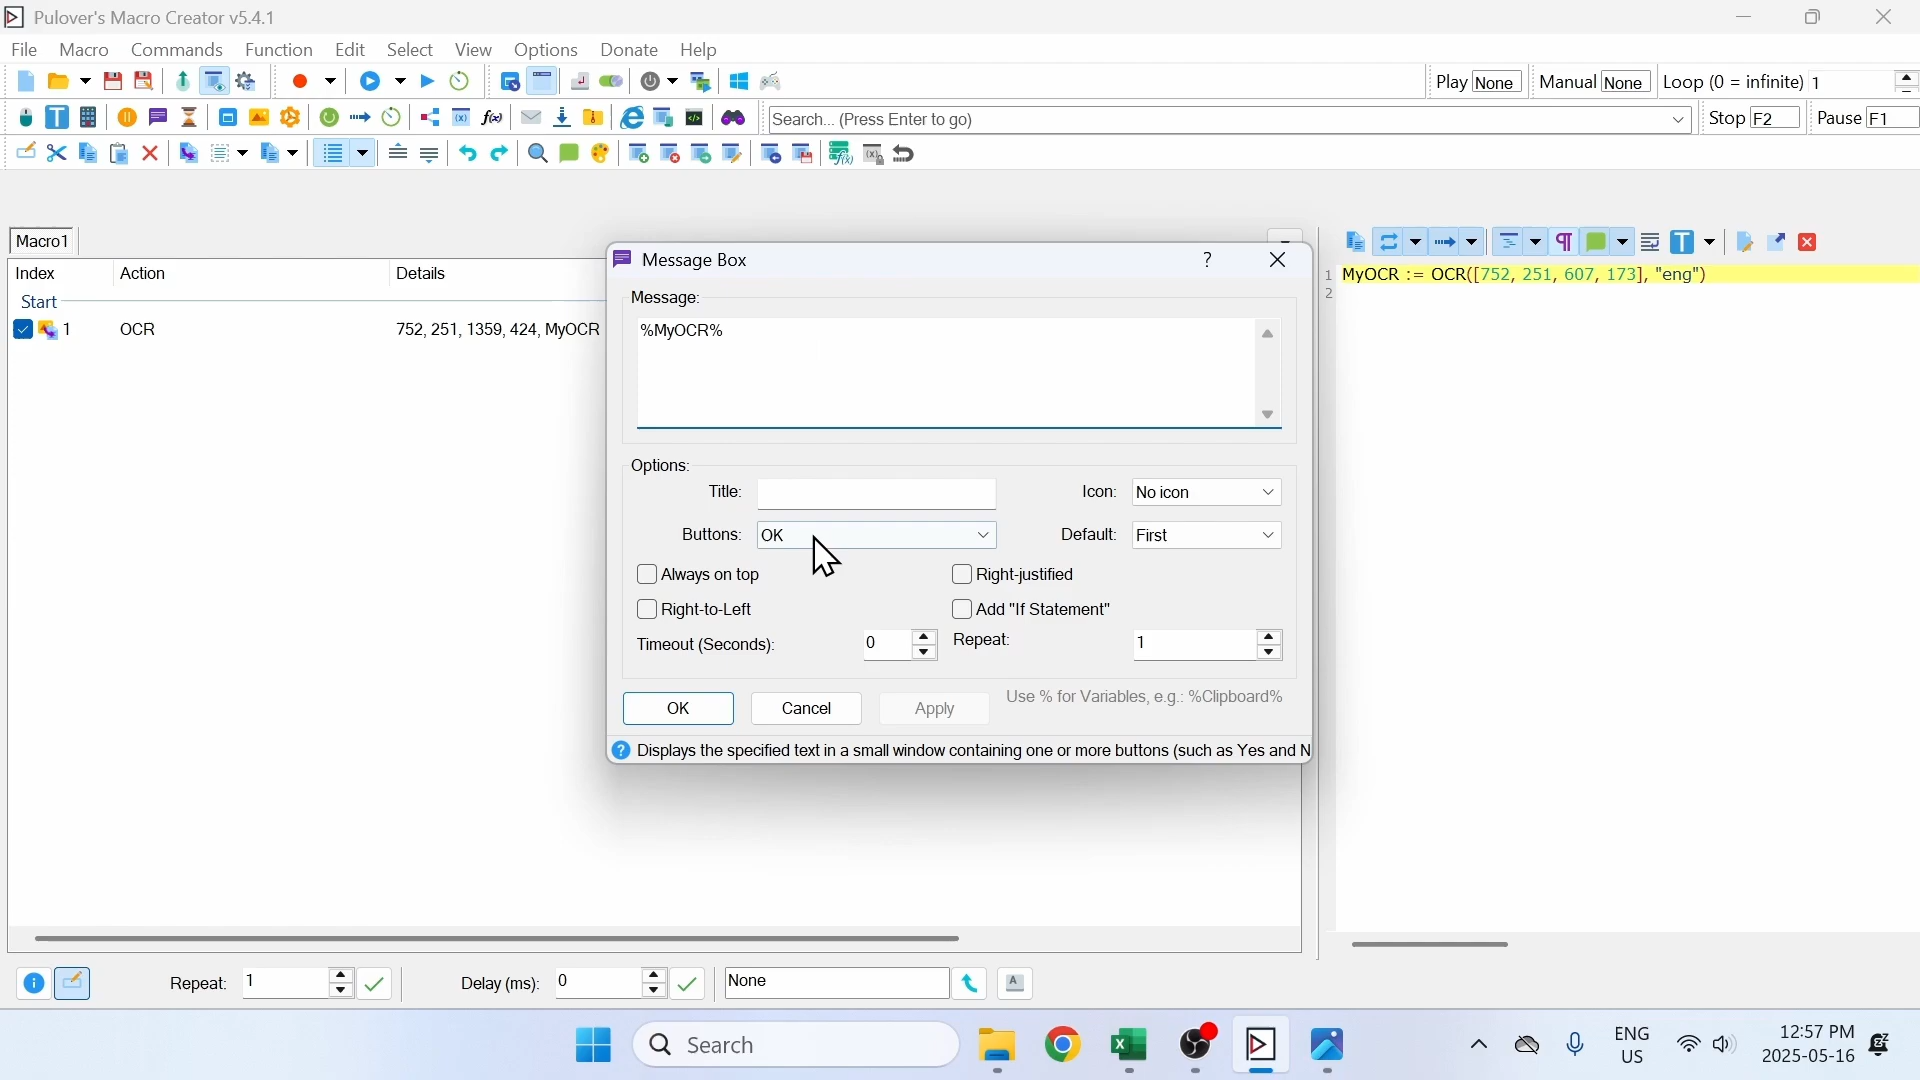 Pulover's Macro Creator v5.4.1
File Macro Commands Function Edit Select View Options Donate Help
Play None Manual None Loop (0 = infinite) 1
Search... (Press Enter to go) Stop F2 Pause F1
Macro1
Index Action Details
Start
1 OCR 752, 251, 1359, 424, MyOCR
Message Box
Message:
%MyOCR%
Options:
Title: Icon: No icon
Buttons: OK Default: First
Always on top Right-justified
Right-to-Left Add "If Statement"
Timeout (Seconds): 0 Repeat: 1
OK Cancel Apply Use % for Variables, e.g.: %Clipboard%
Displays the specified text in a small window containing one or more buttons (such as Yes and N
1 MyOCR := OCR([752, 251, 607, 173], "eng")
2
Repeat: 1 Delay (ms): 0 None
Search
ENG
US
12:57 PM
2025-05-16